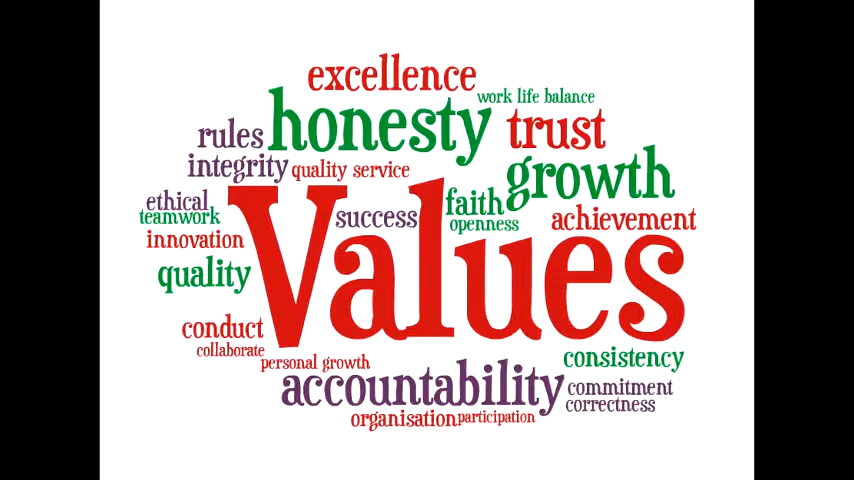 excellence
work life balance
honesty
trust
rules
integrity
quality service
growth
ethical
teamwork
success
faith
openness
achievement
innovation
Values
quality
conduct
collaborate
personal growth
consistency
accountability
commitment
correctness
organisation
participation